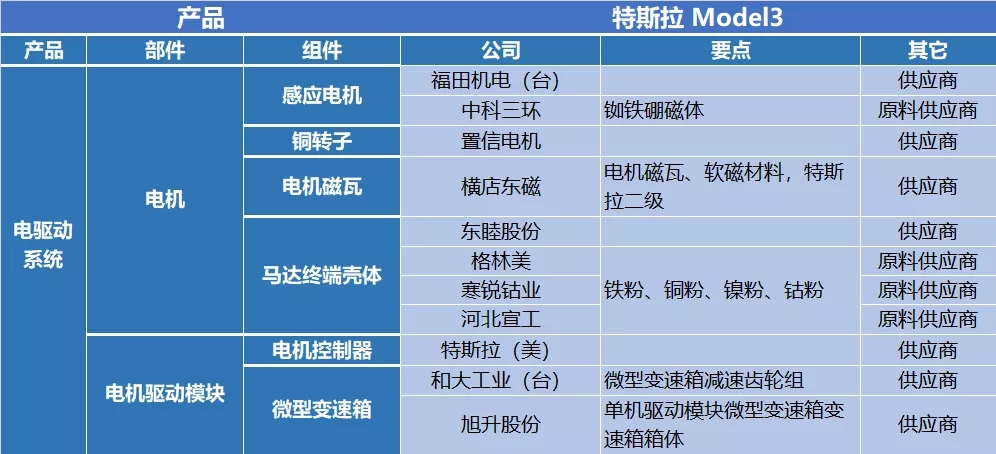 产品 特斯拉 Model3
产品 部件 组件 公司 要点 其它
电驱动
系统
电机
感应电机
福田机电（台） 供应商
中科三环 钕铁硼磁体 原料供应商
铜转子 置信电机 供应商
电机磁瓦 横店东磁 电机磁瓦、软磁材料，特斯
拉二级 供应商
马达终端壳体
东睦股份 供应商
格林美 原料供应商
寒锐钴业 铁粉、铜粉、镍粉、钴粉 原料供应商
河北宣工 原料供应商
电机驱动模块
电机控制器 特斯拉（美） 供应商
微型变速箱
和大工业（台） 微型变速箱减速齿轮组 供应商
旭升股份 单机驱动模块微型变速箱变
速箱箱体 供应商